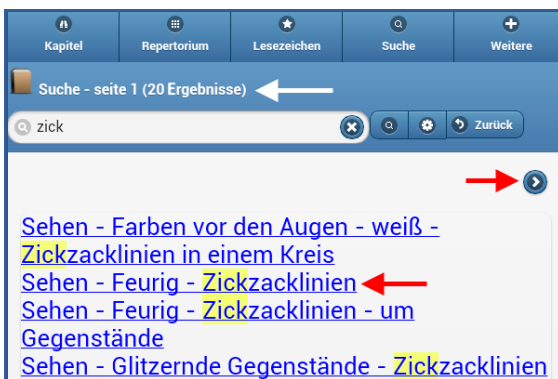 Kapitel Repertorium Lesezeichen Suche Weitere
Suche - seite 1 (20 Ergebnisse)
zick Zurück
Sehen - Farben vor den Augen - weiß -
Zickzacklinien in einem Kreis
Sehen - Feurig - Zickzacklinien
Sehen - Feurig - Zickzacklinien - um
Gegenstände
Sehen - Glitzernde Gegenstände - Zickzacklinien